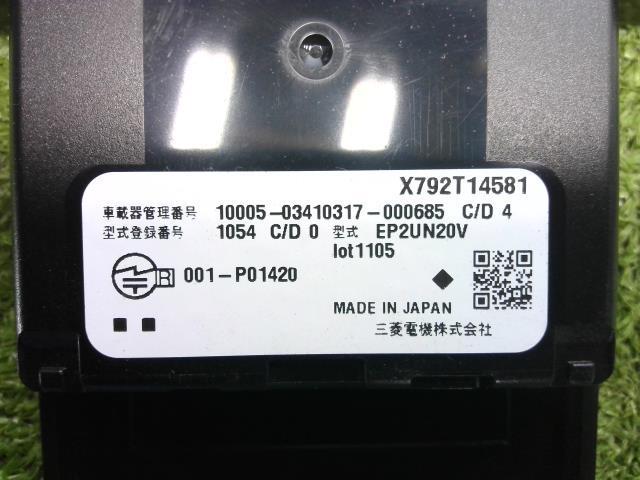 X792T14581
車載器管理番号 10005-03410317-000685 C/D 4
型式登録番号 1054 C/D 0 型式 EP2UN20V
lot1105
R 001-P01420
MADE IN JAPAN
三菱電機株式会社